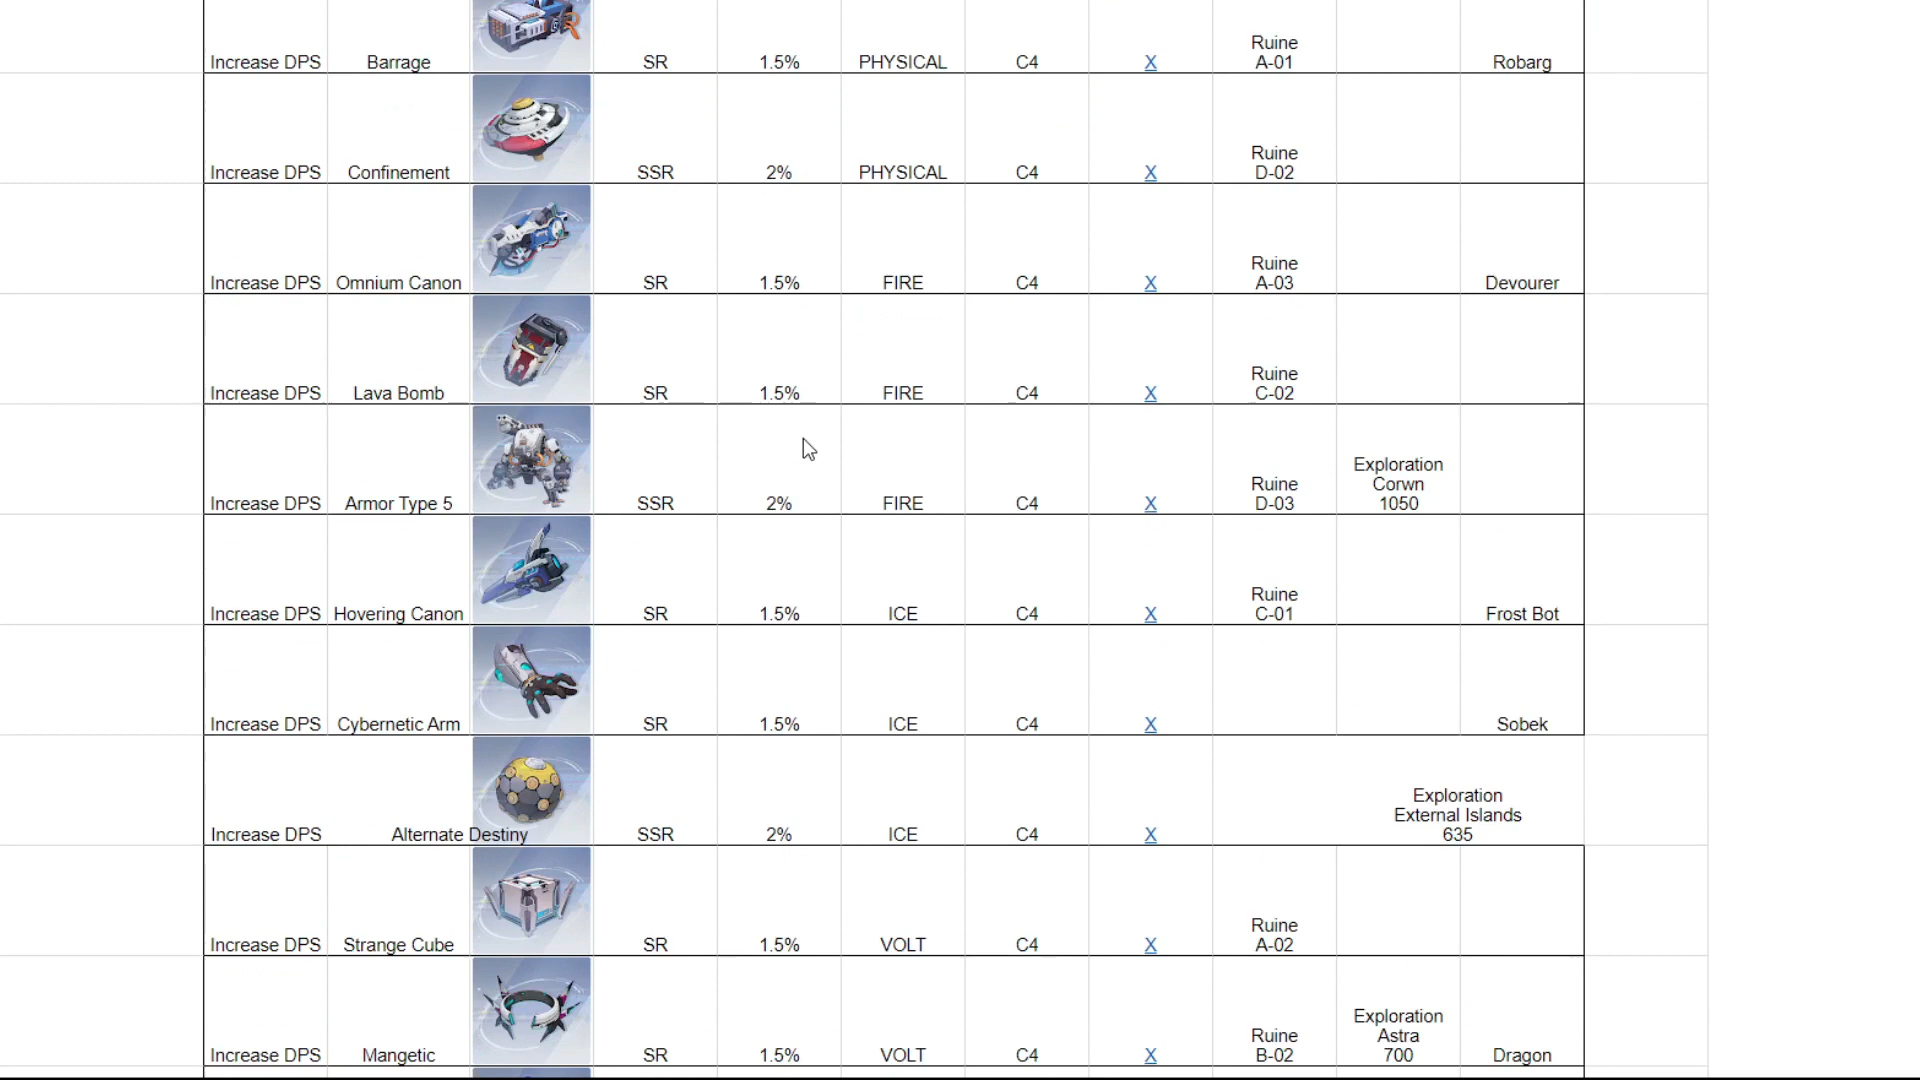 Increase DPS Barrage SR 1.5% PHYSICAL C4 X Ruine A-01 Robarg
Increase DPS Confinement SSR 2% PHYSICAL C4 X Ruine D-02
Increase DPS Omnium Canon SR 1.5% FIRE C4 X Ruine A-03 Devourer
Increase DPS Lava Bomb SR 1.5% FIRE C4 X Ruine C-02
Increase DPS Armor Type 5 SSR 2% FIRE C4 X Ruine D-03 Exploration Corwn 1050
Increase DPS Hovering Canon SR 1.5% ICE C4 X Ruine C-01 Frost Bot
Increase DPS Cybernetic Arm SR 1.5% ICE C4 X Sobek
Increase DPS Alternate Destiny SSR 2% ICE C4 X Exploration External Islands 635
Increase DPS Strange Cube SR 1.5% VOLT C4 X Ruine A-02
Increase DPS Mangetic SR 1.5% VOLT C4 X Ruine B-02 Exploration Astra 700 Dragon